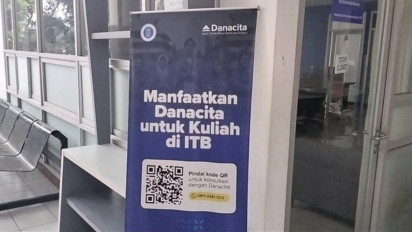 Danacita
Manfaatkan
Danacita
untuk Kuliah
di ITB
Pindai kode QR
untuk konsultasi
dengan Danacita